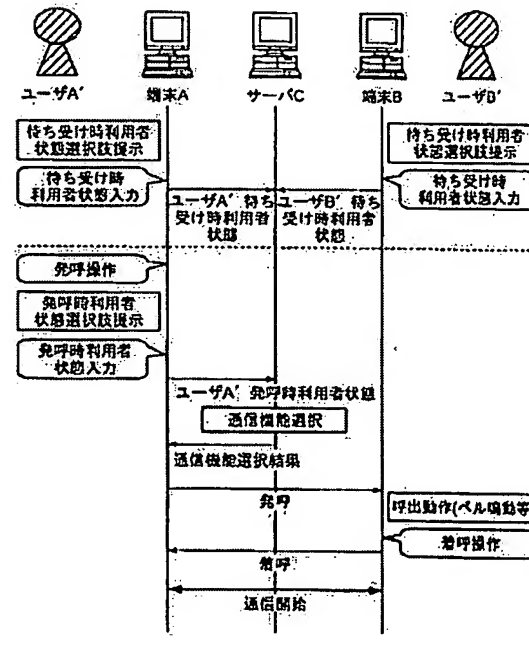 ユーザA′
端末A
サーバC
端末B
ユーザB′
待ち受け時利用者
状態選択肢提示
待ち受け時利用者
状態選択肢提示
待ち受け時
利用者状態入力
待ち受け時
利用者状態入力
ユーザA′ 待ち
受け時利用者
状態
ユーザB′ 待ち
受け時利用者
状態
発呼操作
発呼時利用者
状態選択肢提示
発呼時利用者
状態入力
ユーザA′ 発呼時利用者状態
通信機能選択
通信機能選択結果
発呼
呼出動作(ベル鳴動等
着呼操作
着呼
通信開始